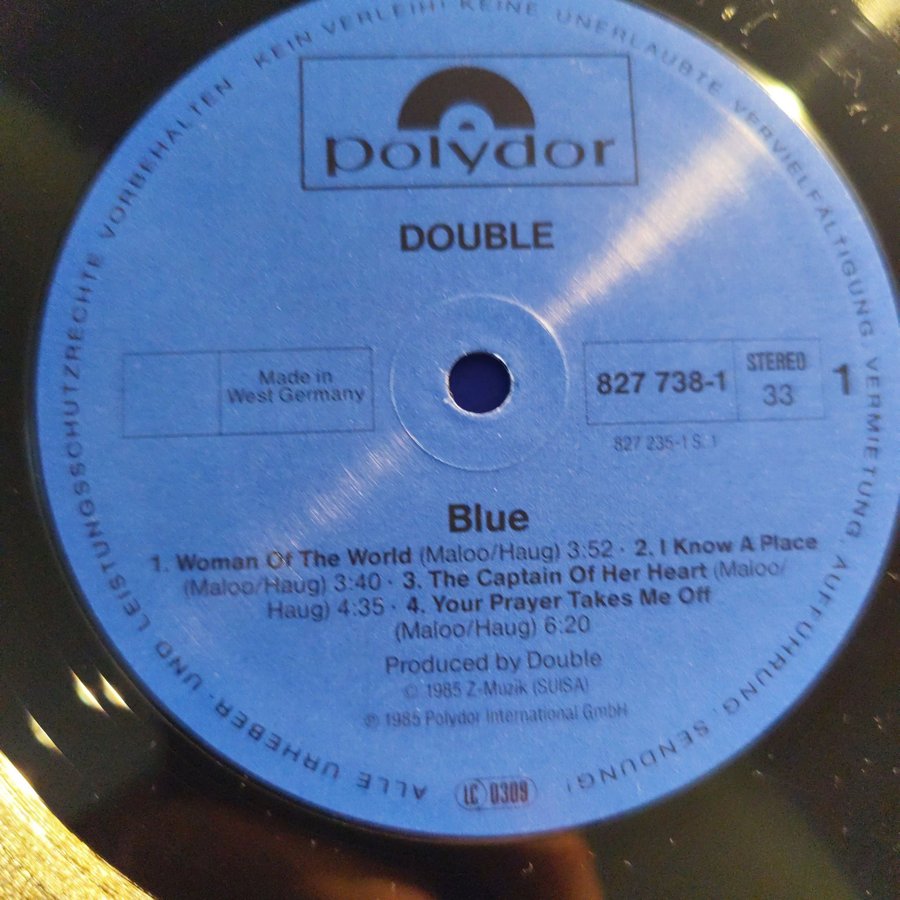 ALLE URHEBER- UND LEISTUNGSSCHUTZRECHTE VORBEHALTEN · KEIN VERLEIH! KEINE UNERLAUBTE VERVIELFÄLTIGUNG, VERMIETUNG, AUFFÜHRUNG, SENDUNG!
polydor
DOUBLE
Made in
West Germany
827 738-1
STEREO
33
1
827 235-1 S. 1
Blue
1. Woman Of The World (Maloo/Haug) 3:52 · 2. I Know A Place
(Maloo/Haug) 3:40 · 3. The Captain Of Her Heart (Maloo/
Haug) 4:35 · 4. Your Prayer Takes Me Off
(Maloo/Haug) 6:20
Produced by Double
© 1985 Z-Muzik (SUISA)
℗ 1985 Polydor International GmbH
LC 0309